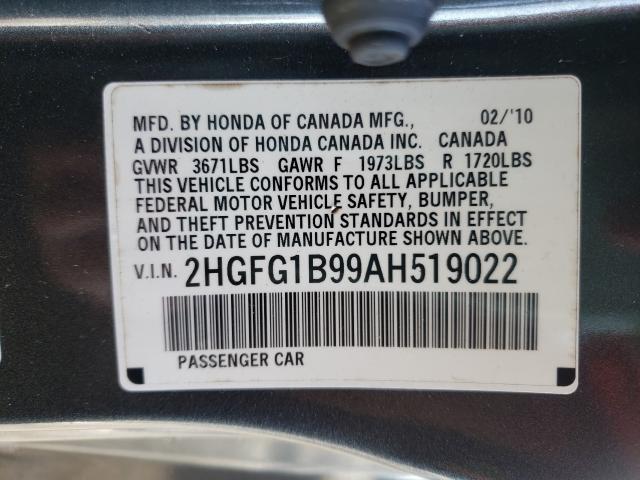 MFD. BY HONDA OF CANADA MFG., 02/'10
A DIVISION OF HONDA CANADA INC. CANADA
GVWR 3671LBS GAWR F 1973LBS R 1720LBS
THIS VEHICLE CONFORMS TO ALL APPLICABLE
FEDERAL MOTOR VEHICLE SAFETY, BUMPER,
AND THEFT PREVENTION STANDARDS IN EFFECT
ON THE DATE OF MANUFACTURE SHOWN ABOVE.
V.I.N. 2HGFG1B99AH519022
PASSENGER CAR